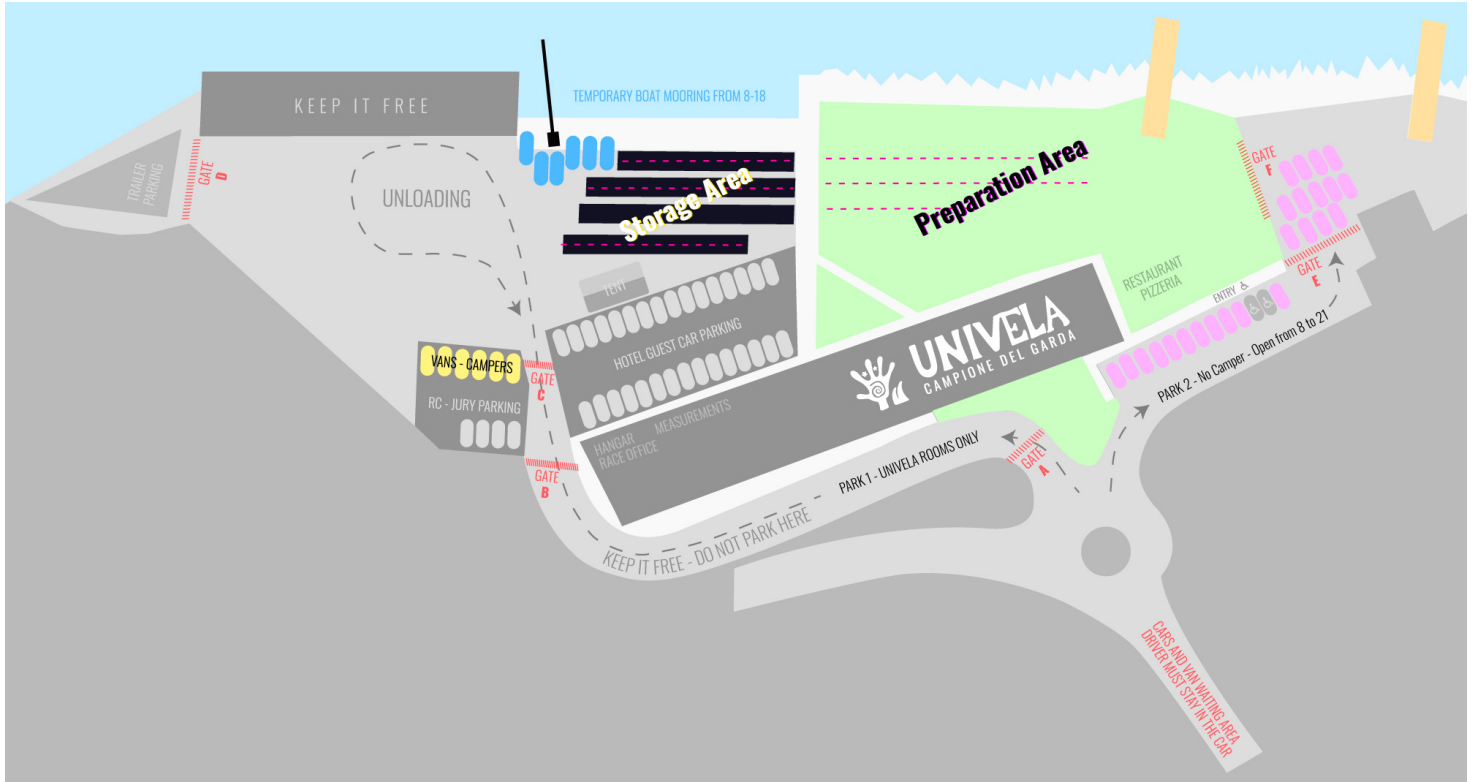 KEEP IT FREE
TEMPORARY BOAT MOORING FROM 8-18
TRAILER
PARKING
GATE
D
UNLOADING
Storage Area
Preparation Area
GATE
F
GATE
E
RESTAURANT
PIZZERIA
ENTRY
TENT
HOTEL GUEST CAR PARKING
UNIVELA
CAMPIONE DEL GARDA
VANS - CAMPERS
GATE
C
RC - JURY PARKING
HANGAR
RACE OFFICE
MEASUREMENTS
GATE
B
PARK 1 - UNIVELA ROOMS ONLY
GATE
A
PARK 2 - No Camper - Open from 8 to 21
KEEP IT FREE - DO NOT PARK HERE
CARS AND VAN WAITING AREA
DRIVER MUST STAY IN THE CAR